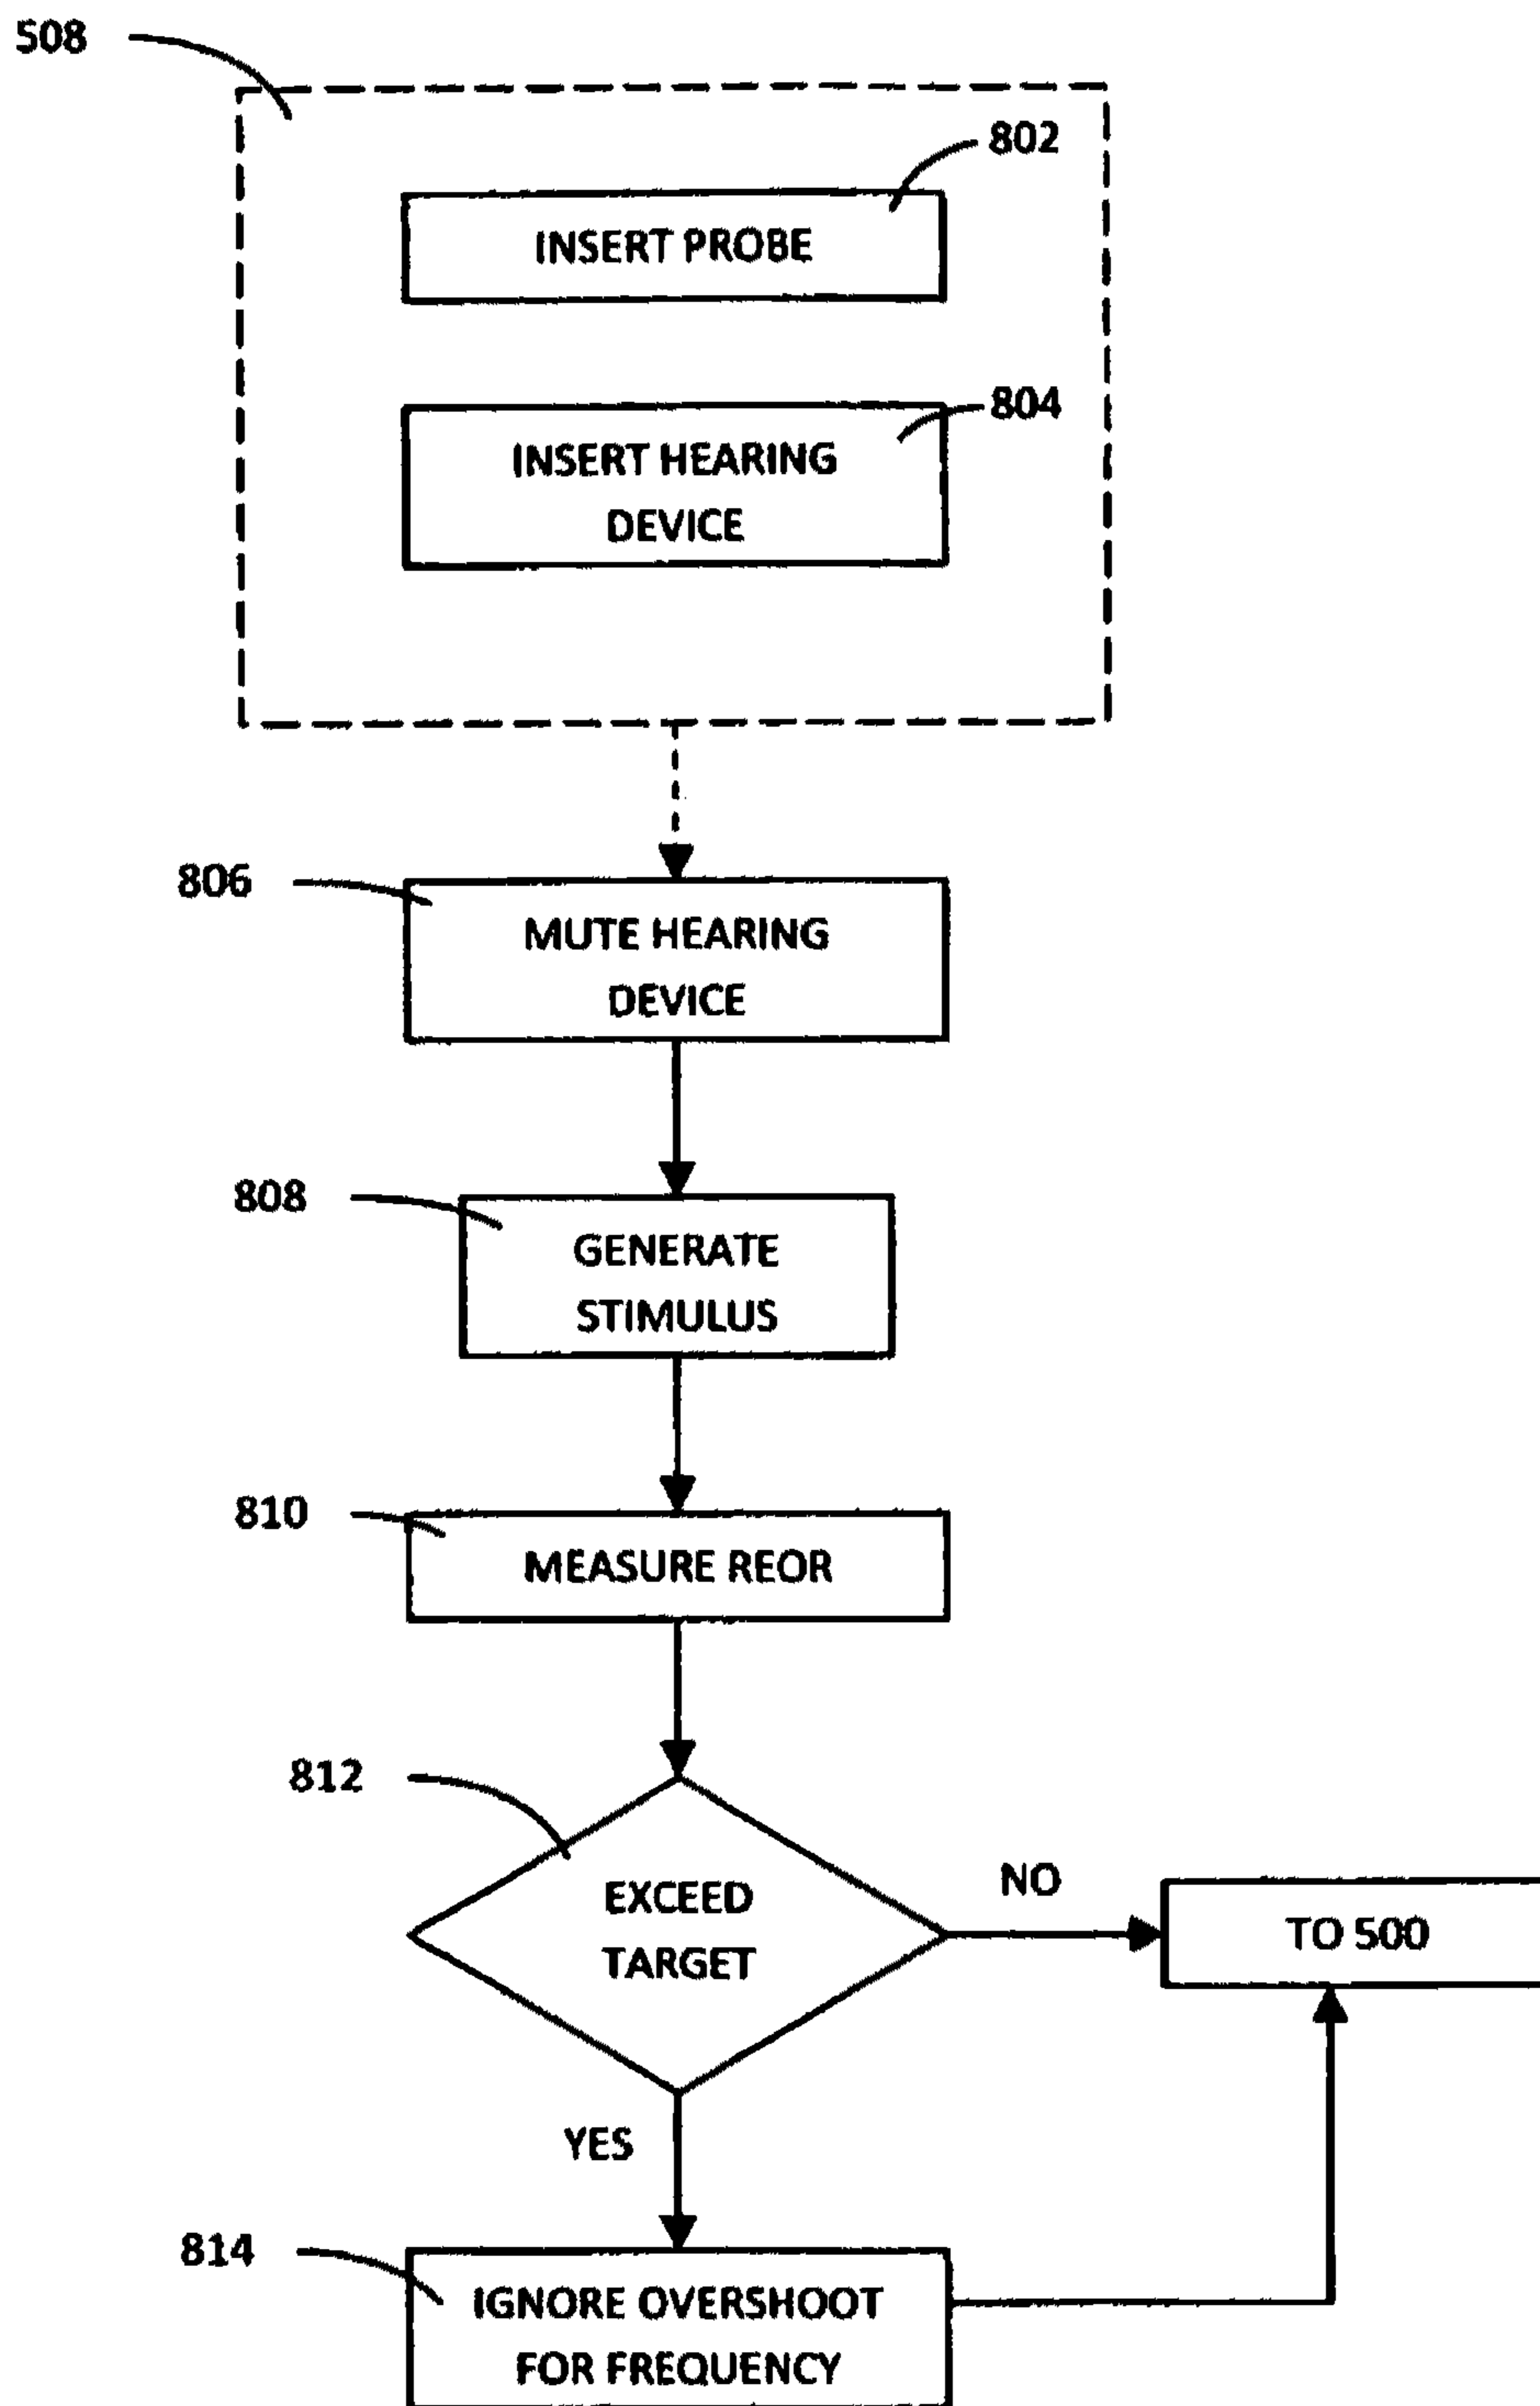 508
802
INSERT PROBE
804
INSERT HEARING
DEVICE
806
MUTE HEARING
DEVICE
808
GENERATE
STIMULUS
810
MEASURE REOR
812
EXCEED
TARGET
NO
TO 500
YES
814
IGNORE OVERSHOOT
FOR FREQUENCY